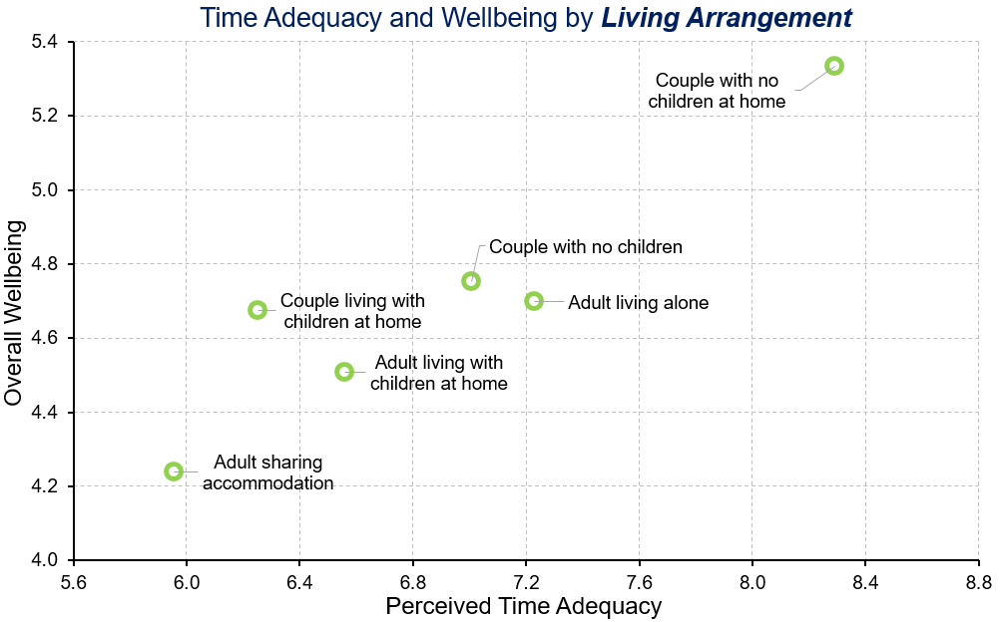 Time Adequacy and Wellbeing by Living Arrangement
5.4
5.2
5.0
4.8
4.6
4.4
4.2
4.0
Overall Wellbeing
Couple with no
children at home
Couple with no children
Couple living with
children at home
Adult living alone
Adult living with
children at home
Adult sharing
accommodation
5.6 6.0 6.4 6.8 7.2 7.6 8.0 8.4 8.8
Perceived Time Adequacy